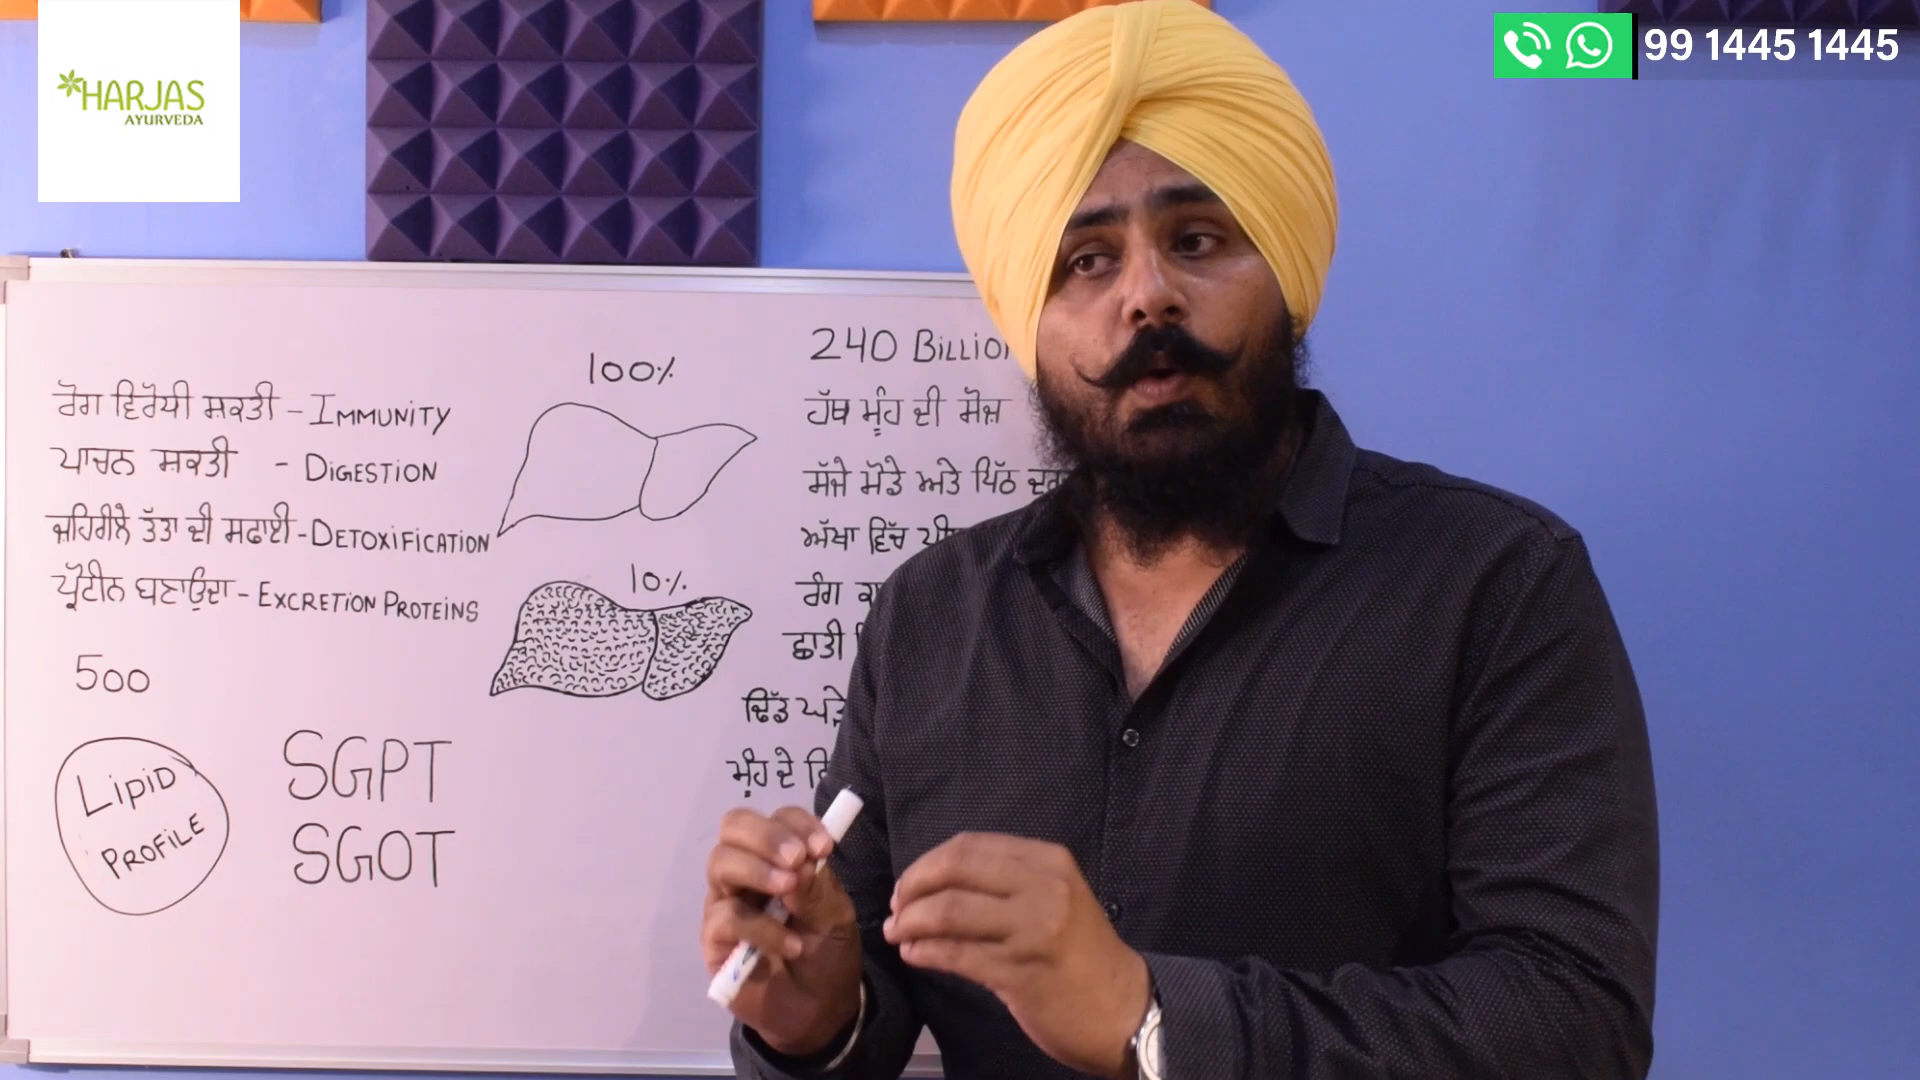 HARJAS
AYURVEDA
99 1445 1445
ਰੋਗ ਵਿਰੋਧੀ ਸ਼ਕਤੀ - IMMUNITY
ਪਾਚਨ ਸ਼ਕਤੀ - DIGESTION
ਜ਼ਹਿਰੀਲੇ ਤੱਤਾ ਦੀ ਸਫਾਈ - DETOXIFICATION
ਪ੍ਰੋਟੀਨ ਬਣਾਉਂਦਾ - EXCRETION PROTEINS
500
LIPID
PROFILE
SGPT
SGOT
100%
10%
240 BILLION
ਹੱਥ ਮੂੰਹ ਦੀ ਸੋਜ਼
ਸੱਜੇ ਮੋਢੇ ਅਤੇ ਪਿੱਠ
ਅੱਖਾ ਵਿੱਚ
ਰੰਗ
ਛਾਤੀ
ਢਿੱਡ
ਮੂੰਹ ਦੇ